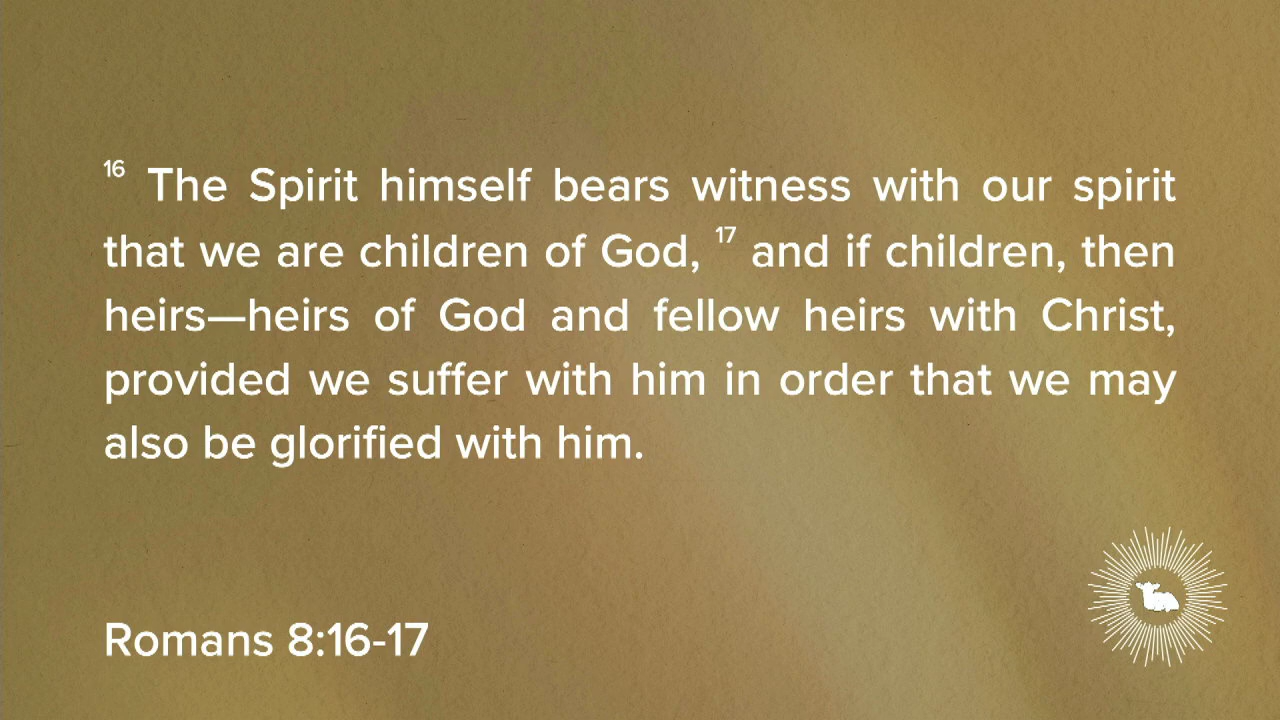 16 The Spirit himself bears witness with our spirit
that we are children of God, 17 and if children, then
heirs—heirs of God and fellow heirs with Christ,
provided we suffer with him in order that we may
also be glorified with him.
Romans 8:16-17